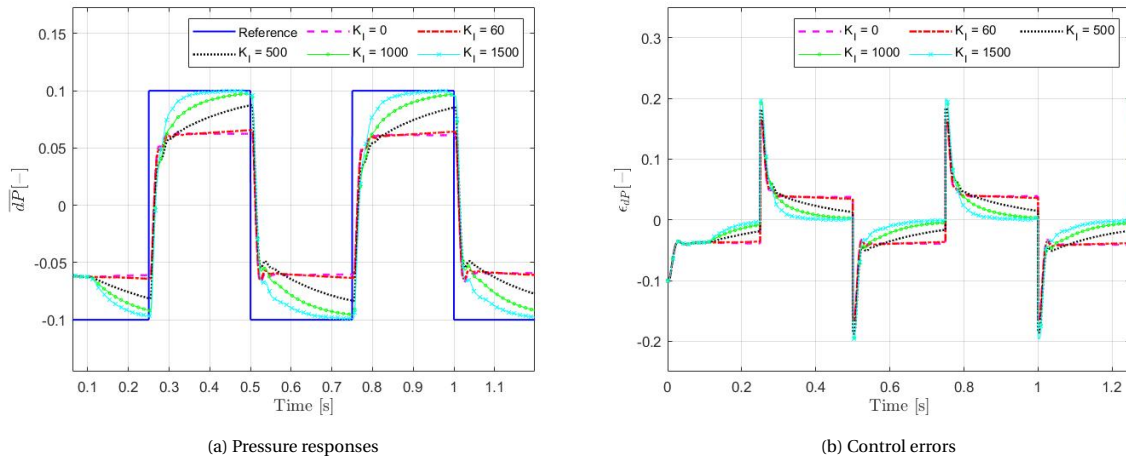 Reference
K_I = 0
K_I = 60
K_I = 500
K_I = 1000
K_I = 1500
0.15
0.1
0.05
0
-0.05
-0.1
dP[−]
0.1 0.2 0.3 0.4 0.5 0.6 0.7 0.8 0.9 1 1.1
Time [s]
(a) Pressure responses
K_I = 0
K_I = 60
K_I = 500
K_I = 1000
K_I = 1500
0.3
0.2
0.1
0
-0.1
-0.2
ϵ_dP[−]
0 0.2 0.4 0.6 0.8 1 1.2
Time [s]
(b) Control errors